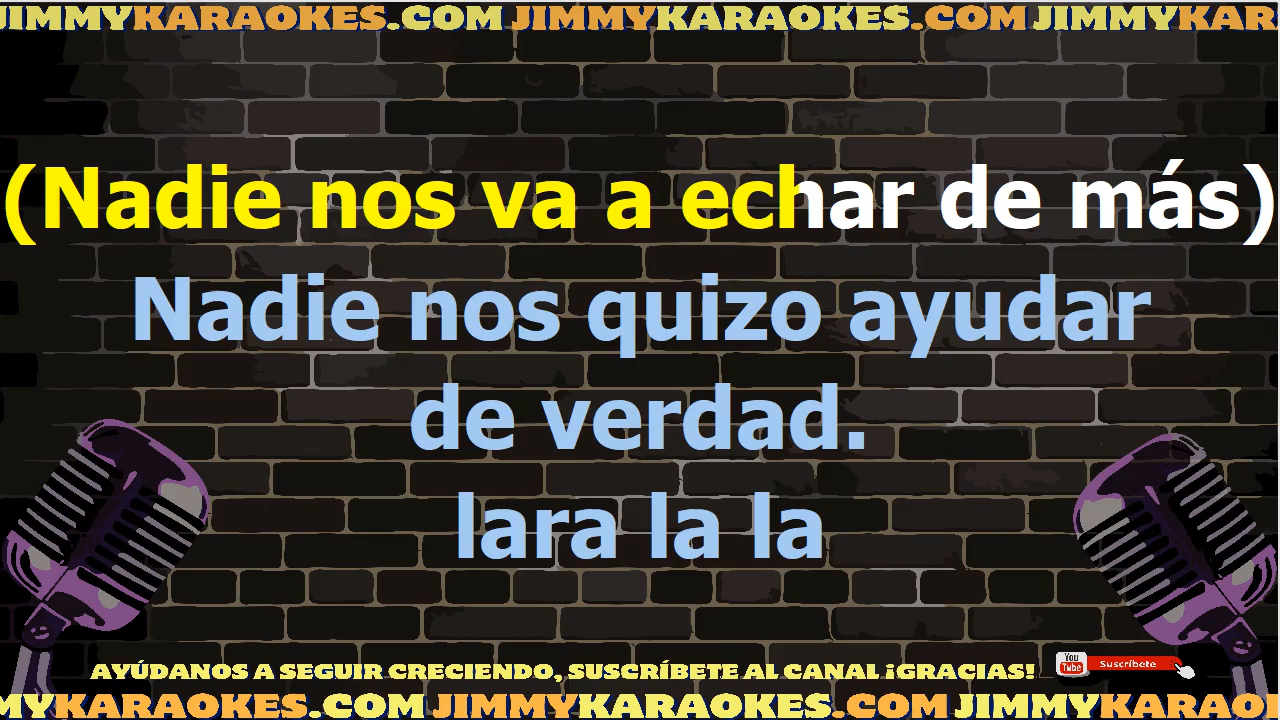 JIMMYKARAOKES.COM JIMMYKARAOKES.COM JIMMYKAR
(Nadie nos va a echar de más)
Nadie nos quizo ayudar
de verdad.
lara la la
AYÚDANOS A SEGUIR CRECIENDO, SUSCRÍBETE AL CANAL ¡GRACIAS!
You Tube Suscríbete
MYKARAOKES.COM JIMMYKARAOKES.COM JIMMYKARAO